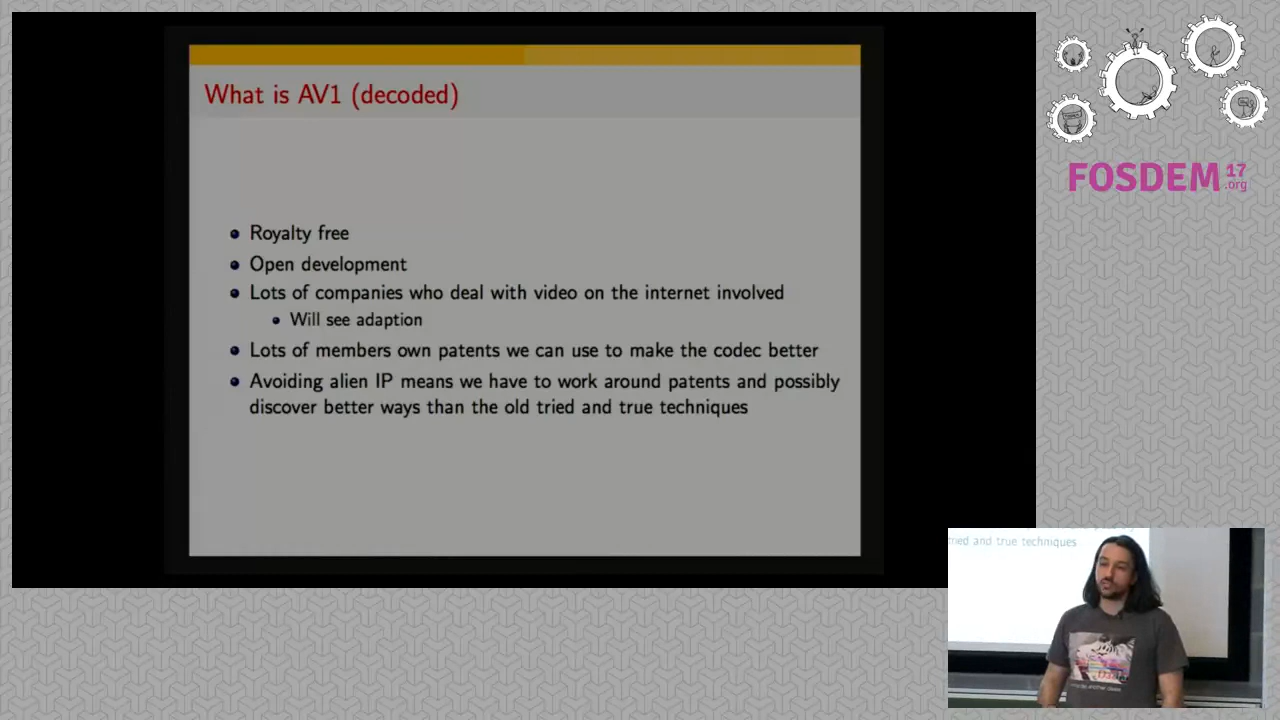 What is AV1 (decoded)
Royalty free
Open development
Lots of companies who deal with video on the internet involved
Will see adaption
Lots of members own patents we can use to make the codec better
Avoiding alien IP means we have to work around patents and possibly
discover better ways than the old tried and true techniques
FOSDEM 17
.org
tried and true techniques